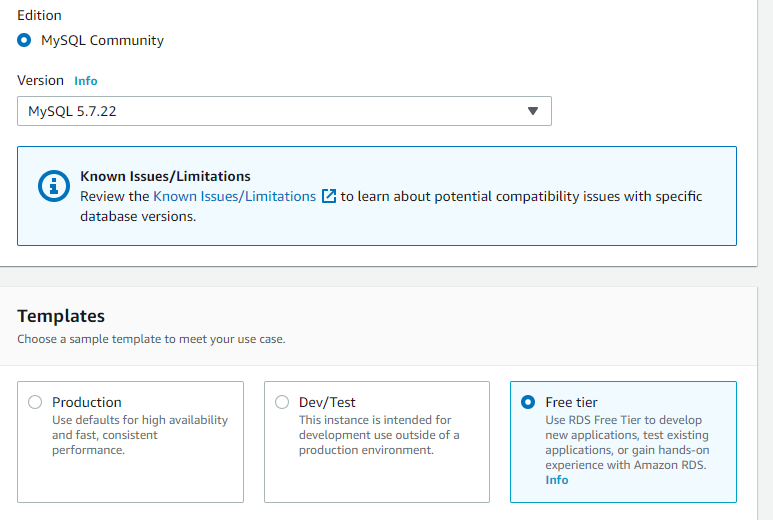 Edition
MySQL Community
Version Info
MySQL 5.7.22
Known Issues/Limitations
Review the Known Issues/Limitations to learn about potential compatibility issues with specific
database versions.
Templates
Choose a sample template to meet your use case.
Production
Use defaults for high availability
and fast, consistent
performance.
Dev/Test
This instance is intended for
development use outside of a
production environment.
Free tier
Use RDS Free Tier to develop
new applications, test existing
applications, or gain hands-on
experience with Amazon RDS.
Info